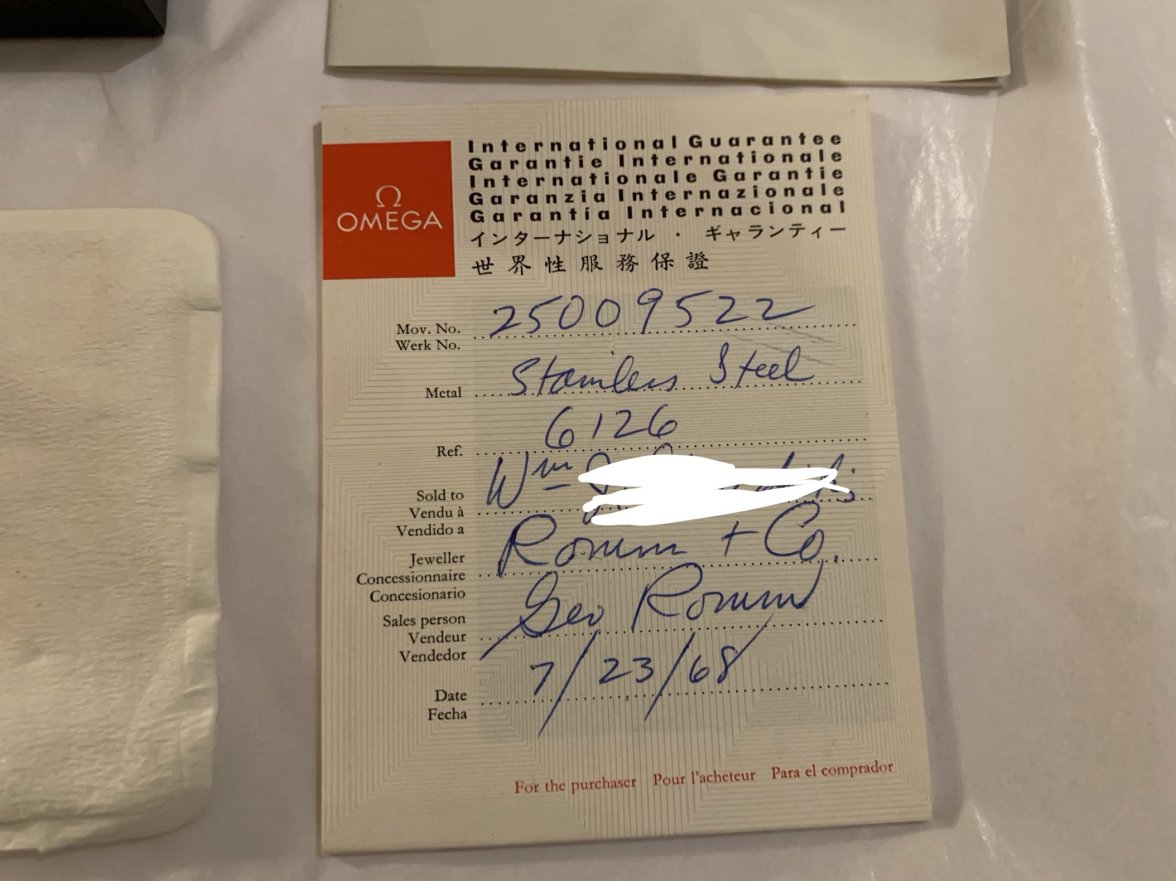 Ω
OMEGA
International Guarantee
Garantie Internationale
Internationale Garantie
Garanzia Internazionale
Garantía Internacional
インターナショナル・ギャランティー
世界性服務保證
Mov. No. 25009522
Werk No.
Metal Stainless Steel
Ref. 6126
Sold to Wm
Vendu à
Vendido a
Jeweller Romm + Co.
Concessionnaire
Concesionario
Sales person Geo Romm
Vendeur
Vendedor
Date 7/23/68
Fecha
For the purchaser Pour l'acheteur Para el comprador